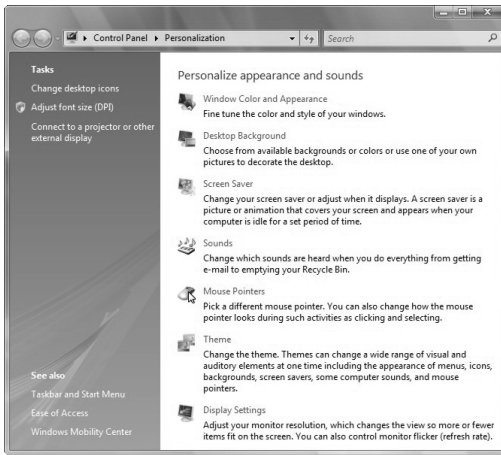 Control Panel Personalization
Search
Tasks
Change desktop icons
Adjust font size (DPI)
Connect to a projector or other
external display
See also
Taskbar and Start Menu
Ease of Access
Windows Mobility Center
Personalize appearance and sounds
Window Color and Appearance
Fine tune the color and style of your windows.
Desktop Background
Choose from available backgrounds or colors or use one of your own
pictures to decorate the desktop.
Screen Saver
Change your screen saver or adjust when it displays. A screen saver is a
picture or animation that covers your screen and appears when your
computer is idle for a set period of time.
Sounds
Change which sounds are heard when you do everything from getting
e-mail to emptying your Recycle Bin.
Mouse Pointers
Pick a different mouse pointer. You can also change how the mouse
pointer looks during such activities as clicking and selecting.
Theme
Change the theme. Themes can change a wide range of visual and
auditory elements at one time including the appearance of menus, icons,
backgrounds, screen savers, some computer sounds, and mouse
pointers.
Display Settings
Adjust your monitor resolution, which changes the view so more or fewer
items fit on the screen. You can also control monitor flicker (refresh rate).